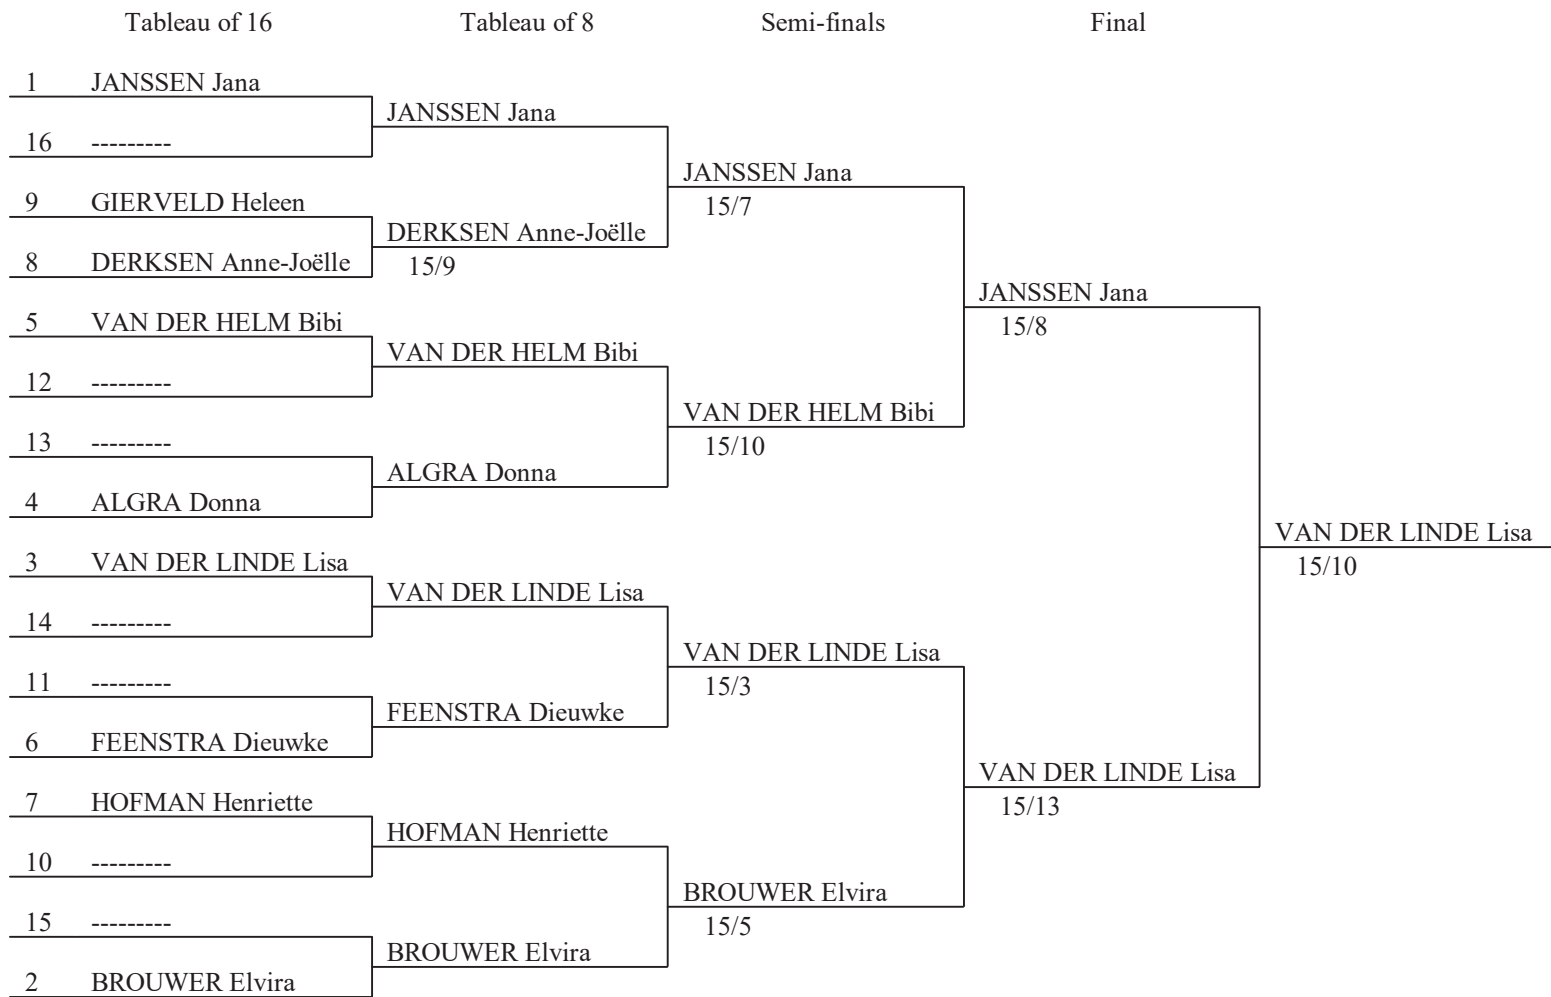 Tableau of 16 Tableau of 8 Semi-finals Final
1 JANSSEN Jana
JANSSEN Jana
16 ---------
JANSSEN Jana
9 GIERVELD Heleen
15/7
DERKSEN Anne-Joëlle
8 DERKSEN Anne-Joëlle
15/9
JANSSEN Jana
5 VAN DER HELM Bibi
15/8
VAN DER HELM Bibi
12 ---------
VAN DER HELM Bibi
13 ---------
15/10
ALGRA Donna
4 ALGRA Donna
VAN DER LINDE Lisa
3 VAN DER LINDE Lisa
15/10
VAN DER LINDE Lisa
14 ---------
VAN DER LINDE Lisa
11 ---------
15/3
FEENSTRA Dieuwke
6 FEENSTRA Dieuwke
VAN DER LINDE Lisa
7 HOFMAN Henriette
15/13
HOFMAN Henriette
10 ---------
BROUWER Elvira
15 ---------
15/5
BROUWER Elvira
2 BROUWER Elvira